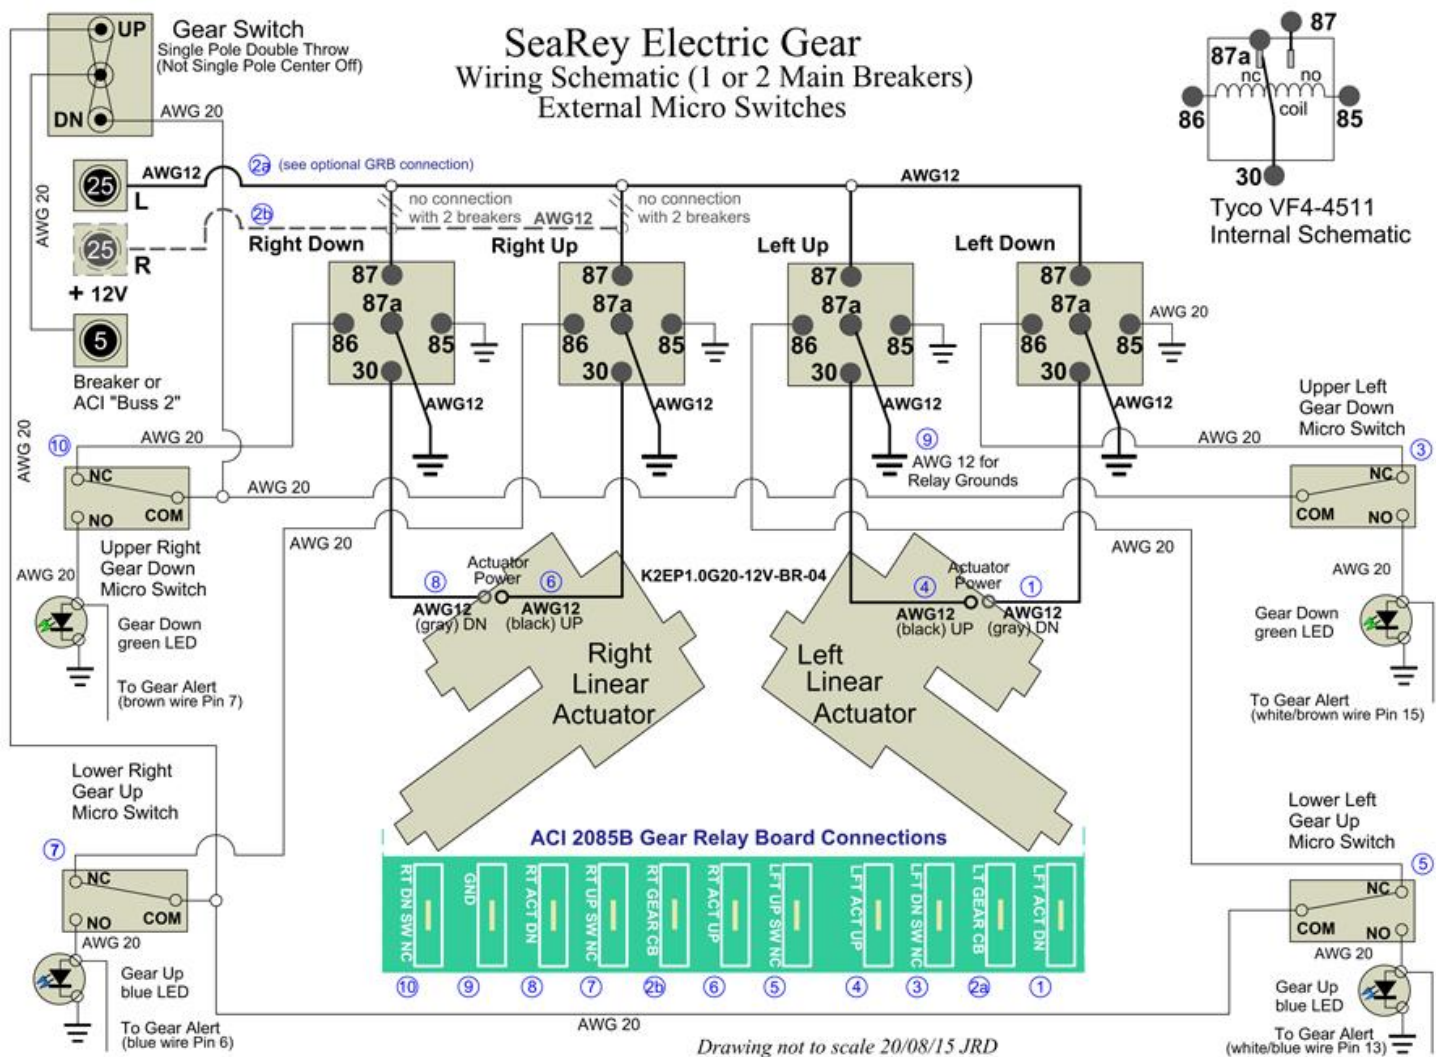 SeaRey Electric Gear
Wiring Schematic (1 or 2 Main Breakers)
External Micro Switches
UP
DN
Gear Switch
Single Pole Double Throw
(Not Single Pole Center Off)
AWG 20
AWG 20
AWG 20
87
87a
nc
no
coil
86
85
30
Tyco VF4-4511
Internal Schematic
25
L
AWG12
2a (see optional GRB connection)
AWG12
25
R
2b
AWG12
no connection
with 2 breakers
no connection
with 2 breakers
+ 12V
5
Breaker or
ACI "Buss 2"
Right Down
87
87a
86
85
30
AWG12
Right Up
87
87a
86
85
30
AWG12
Left Up
87
87a
86
85
30
9
AWG 12 for
Relay Grounds
Left Down
87
87a
86
85
30
AWG 20
AWG12
10
AWG 20
NC
NO
COM
AWG 20
Upper Right
Gear Down
Micro Switch
AWG 20
Gear Down
green LED
To Gear Alert
(brown wire Pin 7)
Upper Left
Gear Down
Micro Switch
3
AWG 20
NC
COM
NO
AWG 20
Gear Down
green LED
To Gear Alert
(white/brown wire Pin 15)
AWG 20
AWG 20
8
Actuator
Power
6
AWG12
(gray) DN
AWG12
(black) UP
K2EP1.0G20-12V-BR-04
4
Actuator
Power
1
AWG12
(black) UP
AWG12
(gray) DN
Right
Linear
Actuator
Left
Linear
Actuator
Lower Right
Gear Up
Micro Switch
7
NC
NO
COM
AWG 20
Gear Up
blue LED
To Gear Alert
(blue wire Pin 6)
Lower Left
Gear Up
Micro Switch
5
NC
COM
NO
AWG 20
Gear Up
blue LED
To Gear Alert
(white/blue wire Pin 13)
ACI 2085B Gear Relay Board Connections
RT DN SW NC
GND
RT ACT DN
RT UP SW NC
RT GEAR CB
RT ACT UP
LFT UP SW NC
LFT ACT UP
LFT DN SW NC
LT GEAR CB
LFT ACT DN
10 9 8 7 2b 6 5 4 3 2a 1
AWG 20
Drawing not to scale 20/08/15 JRD